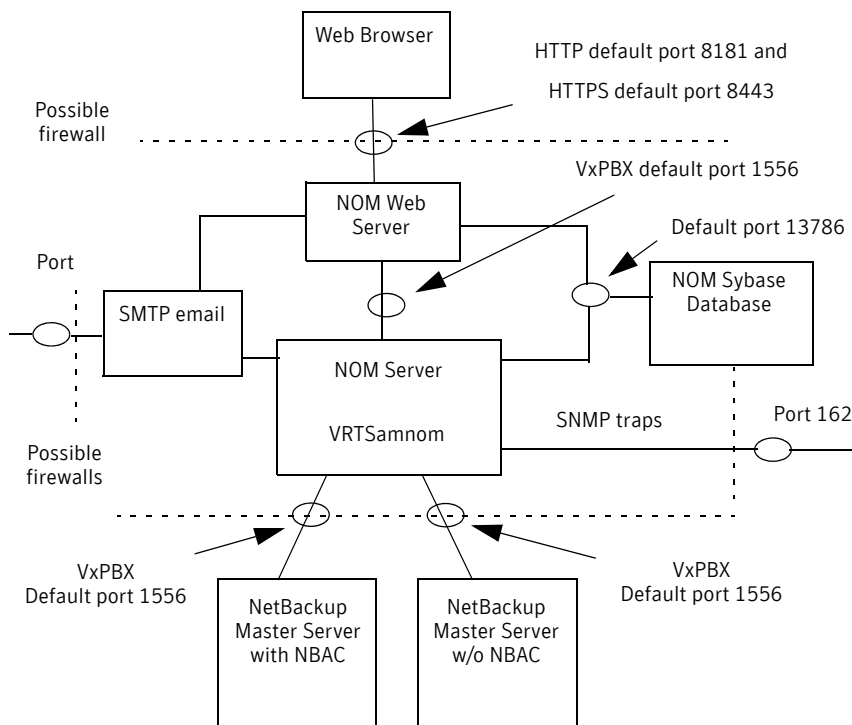 Web Browser
HTTP default port 8181 and
HTTPS default port 8443
Possible
firewall
VxPBX default port 1556
NOM Web
Server
Default port 13786
Port
NOM Sybase
Database
SMTP email
NOM Server
VRTSamnom
SNMP traps
Port 162
Possible
firewalls
VxPBX
Default port 1556
VxPBX
Default port 1556
NetBackup
Master Server
with NBAC
NetBackup
Master Server
w/o NBAC